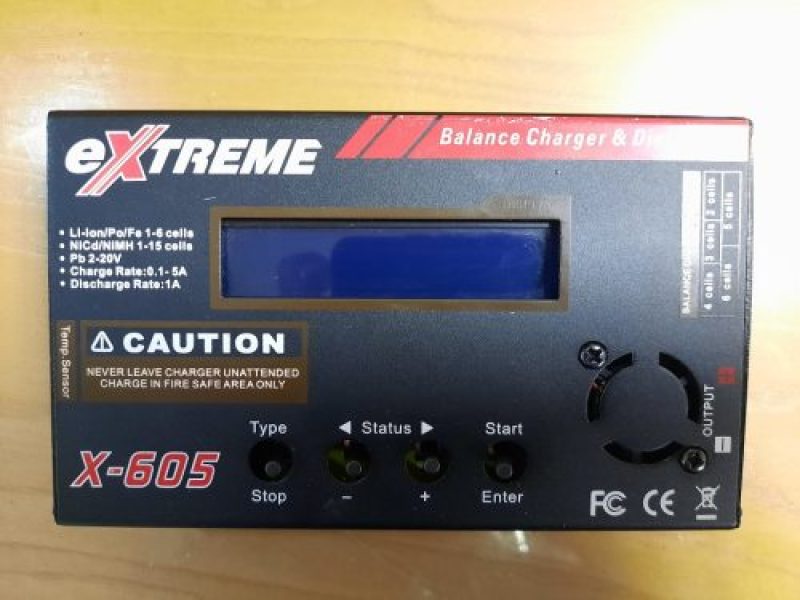 eXTREME
Balance Charger &
• Li-Ion/Po/Fe 1-6 cells
• NiCd/NiMH 1-15 cells
• Pb 2-20V
• Charge Rate:0.1- 5A
• Discharge Rate:1A
2 cells
3 cells
4 cells
5 cells
6 cells
BALANCE
Temp.Sensor
⚠ CAUTION
NEVER LEAVE CHARGER UNATTENDED
CHARGE IN FIRE SAFE AREA ONLY
OUTPUT
+
−
X-605
Type ◀ Status ▶ Start
Stop − + Enter
FC CE